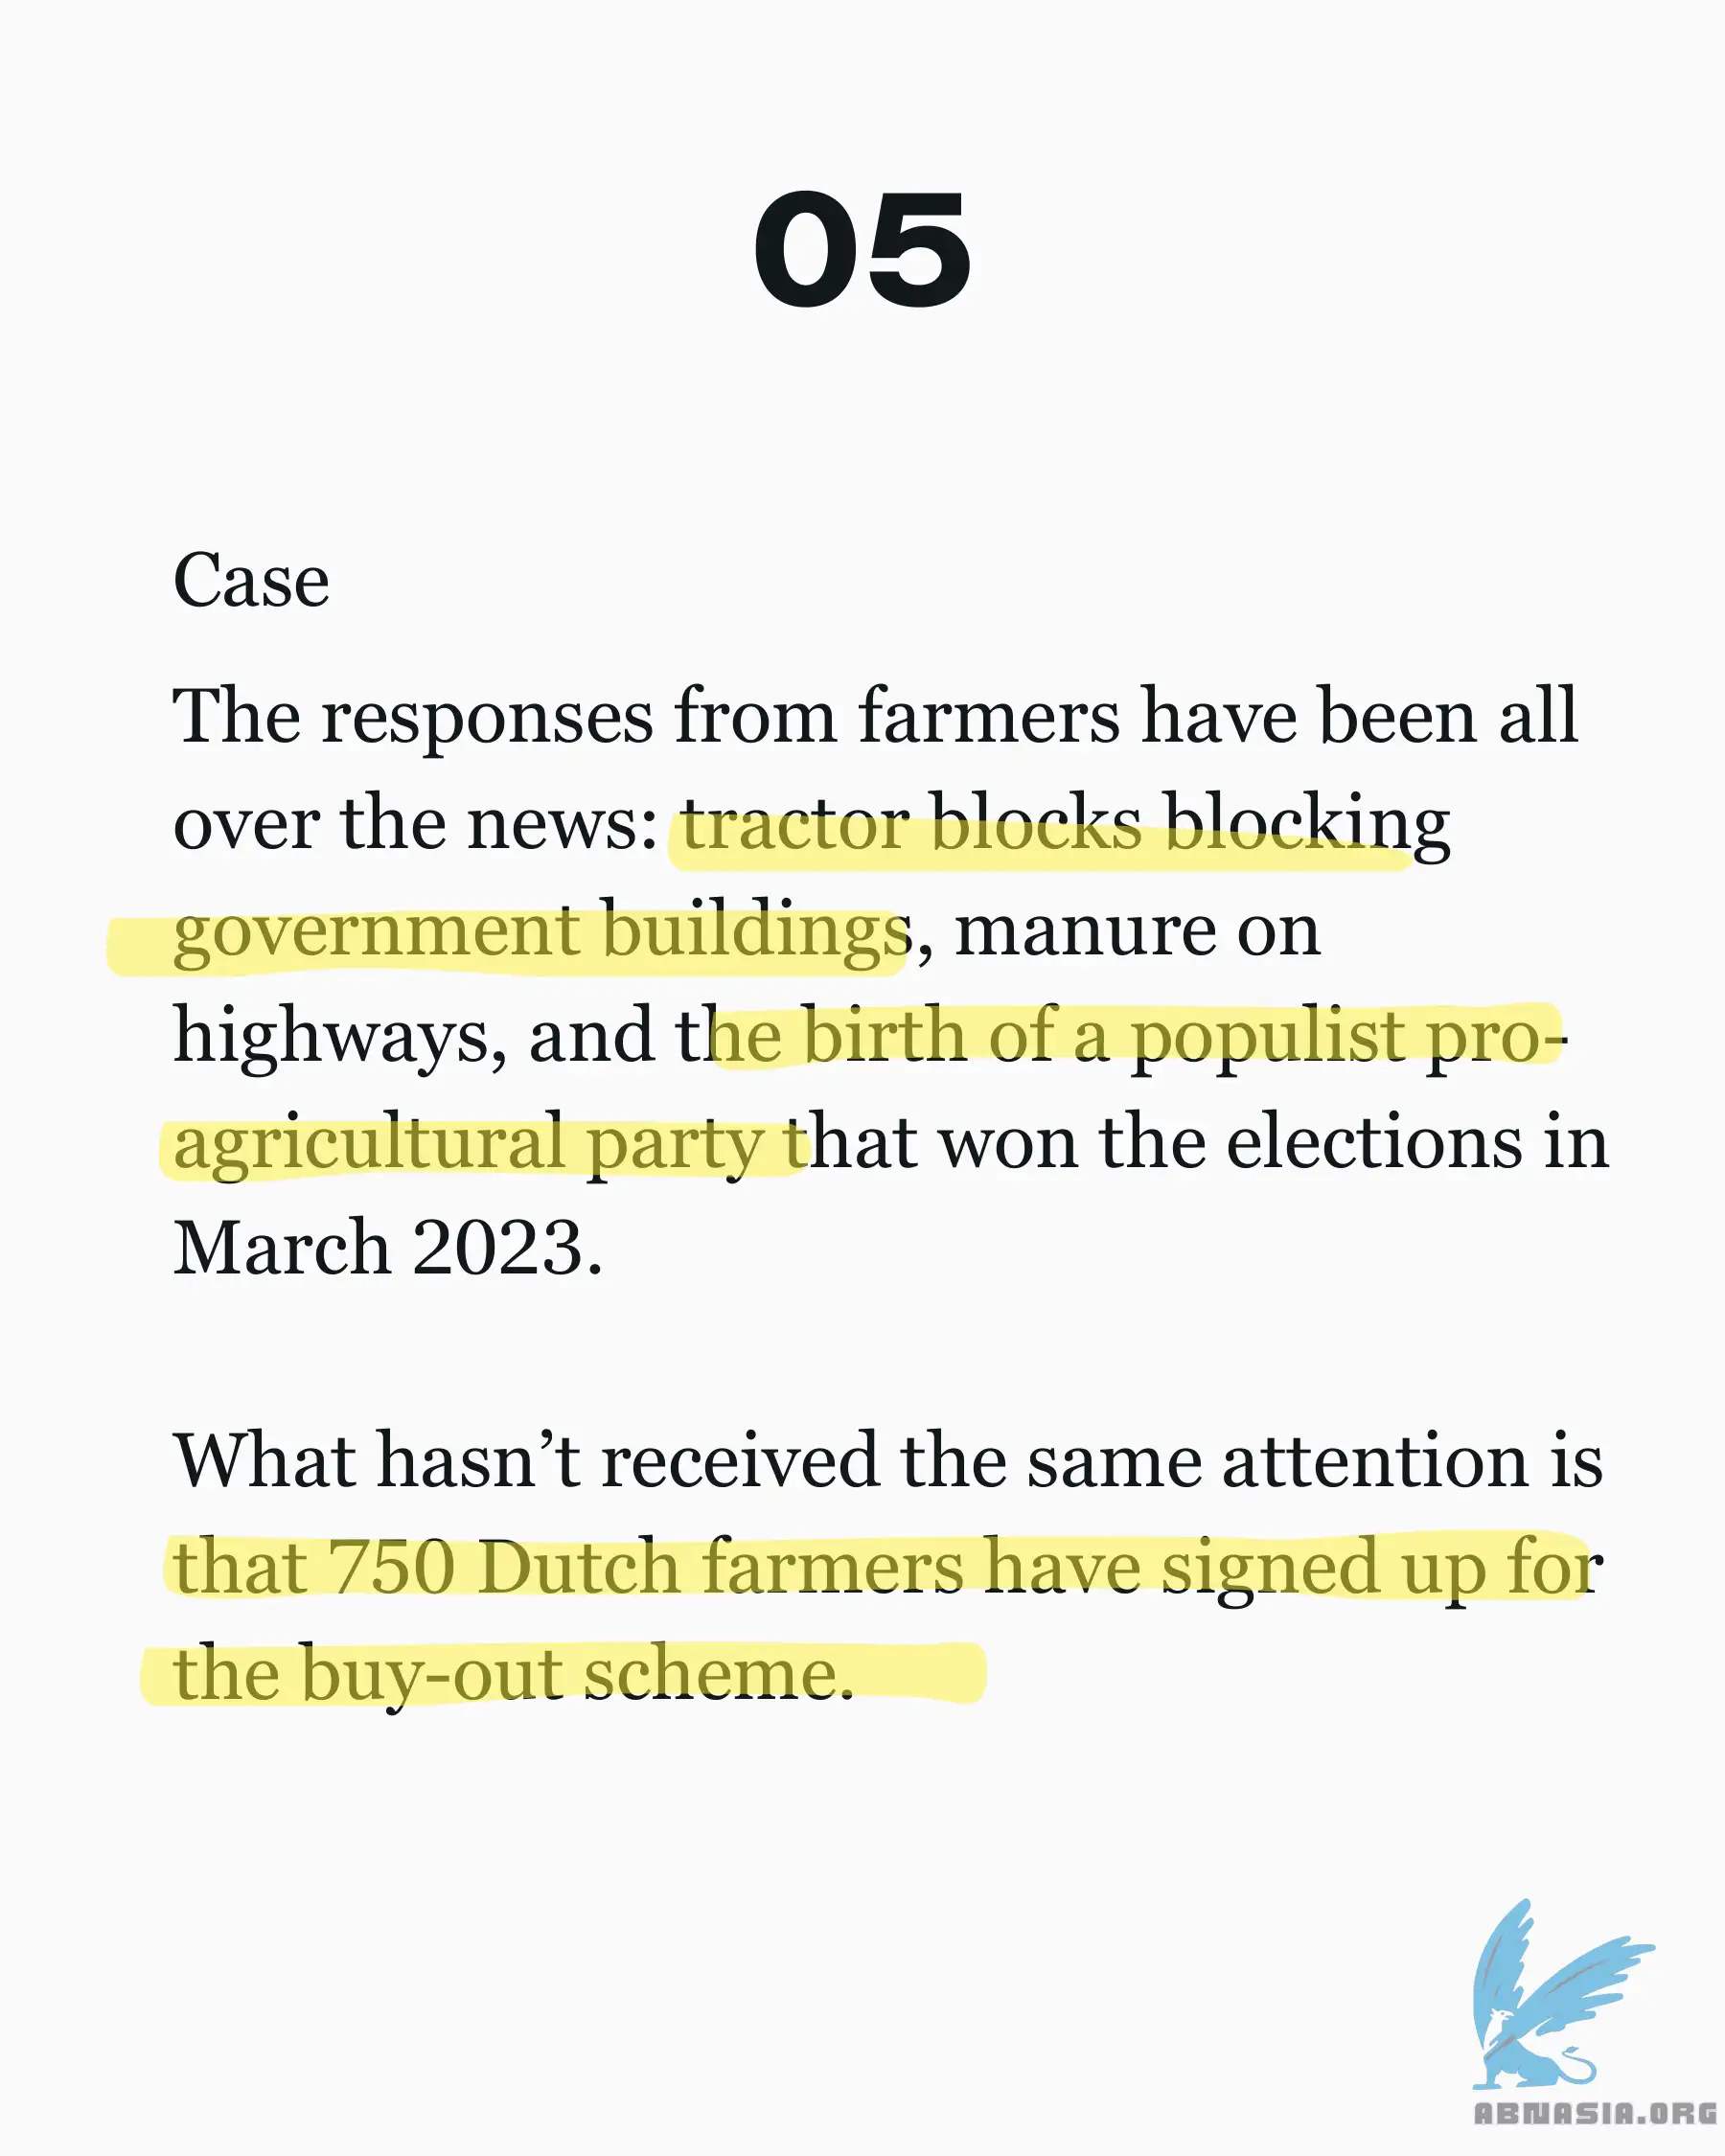 05
Case
The responses from farmers have been all
over the news: tractor blocks blocking
government buildings, manure on
highways, and the birth of a populist pro-
agricultural party that won the elections in
March 2023.
What hasn’t received the same attention is
that 750 Dutch farmers have signed up for
the buy-out scheme.
ABNASIA.ORG